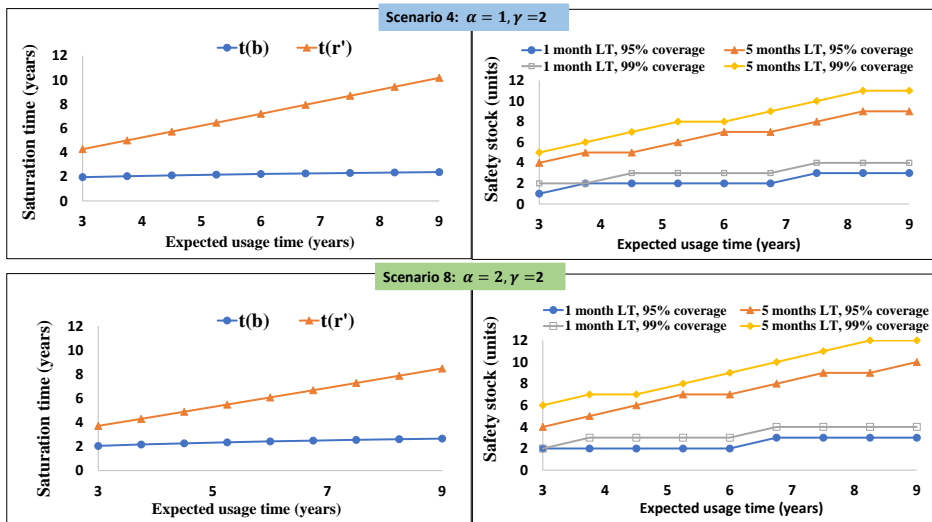 Scenario 4: α = 1, γ =2
t(b) t(r')
Saturation time (years)
12
10
8
6
4
2
0
3 4 5 6 7 8 9
Expected usage time (years)
1 month LT, 95% coverage 5 months LT, 95% coverage
1 month LT, 99% coverage 5 months LT, 99% coverage
Safety stock (units)
12
10
8
6
4
2
0
3 4 5 6 7 8 9
Expected usage time (years)
Scenario 8: α = 2, γ =2
t(b) t(r')
Saturation time (years)
12
10
8
6
4
2
0
3 5 7 9
Expected usage time (years)
1 month LT, 95% coverage 5 months LT, 95% coverage
1 month LT, 99% coverage 5 months LT, 99% coverage
Safety stock (units)
12
10
8
6
4
2
0
3 4 5 6 7 8 9
Expected usage time (years)